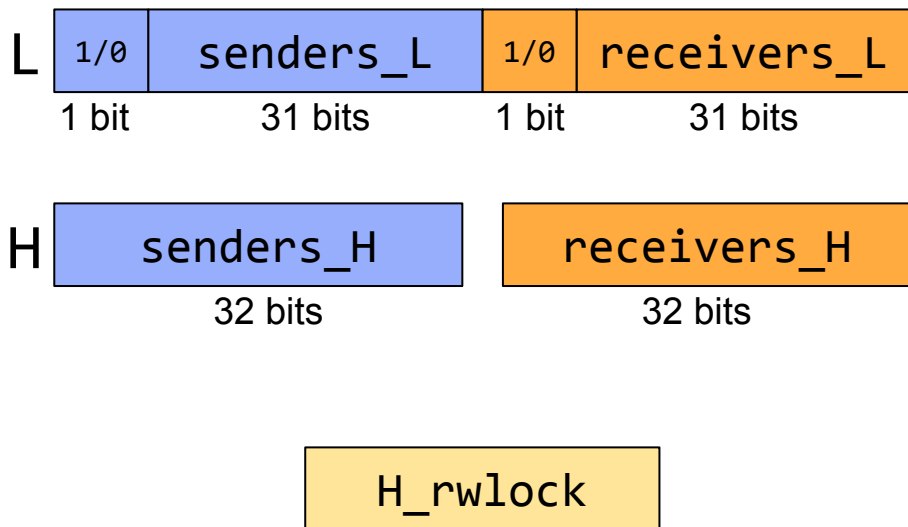 L 1/0 senders_L 1/0 receivers_L
1 bit 31 bits 1 bit 31 bits
H senders_H receivers_H
32 bits 32 bits
H_rwlock